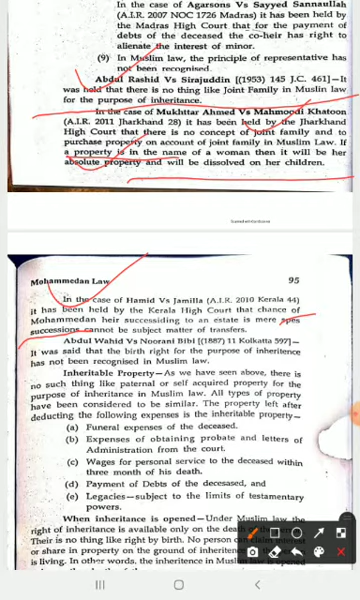 In the case of Agarsons Vs Sayyed Sannaullah
(A.I.R. 2007 NOC 1726 Madras) it has been held by
the Madras High Court that for the payment of
debts of the deceased the co-heir has right to
alienate the interest of minor.
(9) In Muslim law, the principle of representation has
not been recognised.
Abdul Rashid Vs Sirajuddin [(1953) 145 J.C. 461]—It
was held that there is no thing like Joint Family in Muslin law
for the purpose of inheritance.
In the case of Mukhttar Ahmed Vs Mahmoodi Khatoon
(A.I.R. 2011 Jharkhand 28) it has been held by the Jharkhand
High Court that there is no concept of joint family and to
purchase property on account of joint family in Muslim Law. If
a property is in the name of a woman then it will be her
absolute property and will be dissolved on her children.
Mohammedan Law 95
In the case of Hamid Vs Jamilla (A.I.R. 2010 Kerala 44)
it has been held by the Kerala High Court that chance of
Mohammedan heir successiding to an estate is mere spes
successions cannot be subject matter of transfers.
Abdul Wahid Vs Noorani Bibi [(1887) 11 Kolkatta 597]—
It was said that the birth right for the purpose of inheritence
has not been recognised in Muslim law.
Inheritable Property—As we have seen above, there is
no such thing like paternal or self acquired property for the
purpose of inheritance in Muslim law. All types of property
have been considered to be similar. The property left after
deducting the following expenses is the inheritable property—
(a) Funeral expenses of the deceased.
(b) Expenses of obtaining probate and letters of
Administration from the court.
(c) Wages for personal service to the deceased within
three month of his death.
(d) Payment of Debts of the deceased, and
(e) Legacies—subject to the limits of testamentary
powers.
When inheritance is opened—Under Muslim law the
right of inheritance is available only on the death
Their is no thing like right by birth. No person
or share in property on the ground of inheritence
is living. In other words, the inheritence in Muslim law is opened